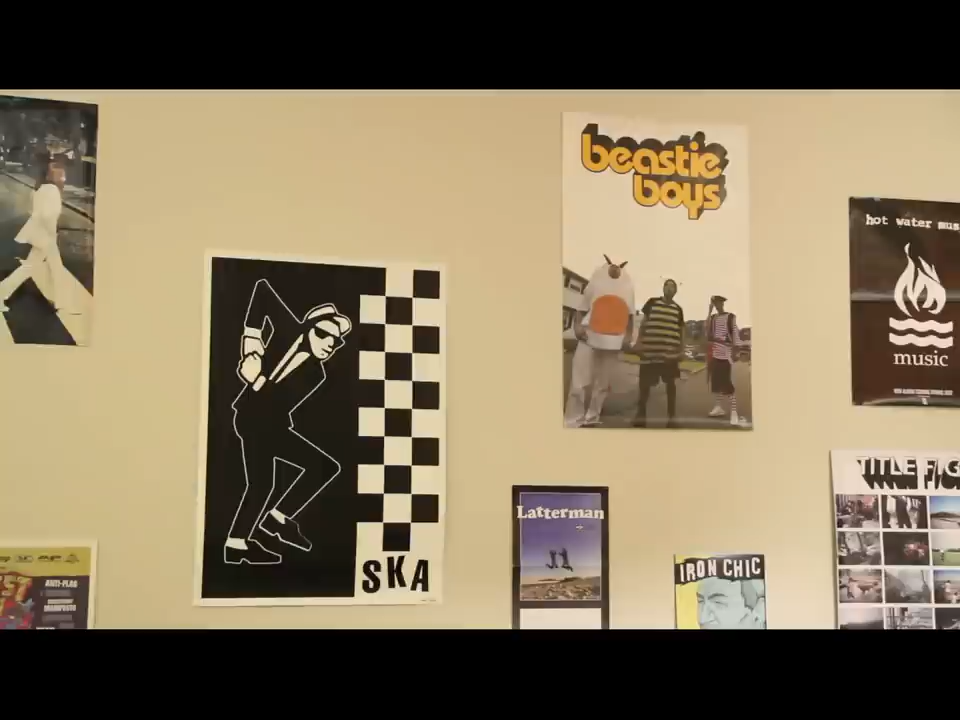 beastie
boys
hot water mus
music
SKA
Latterman
IRON CHIC
TITLE FIG
ANTI-FLAG